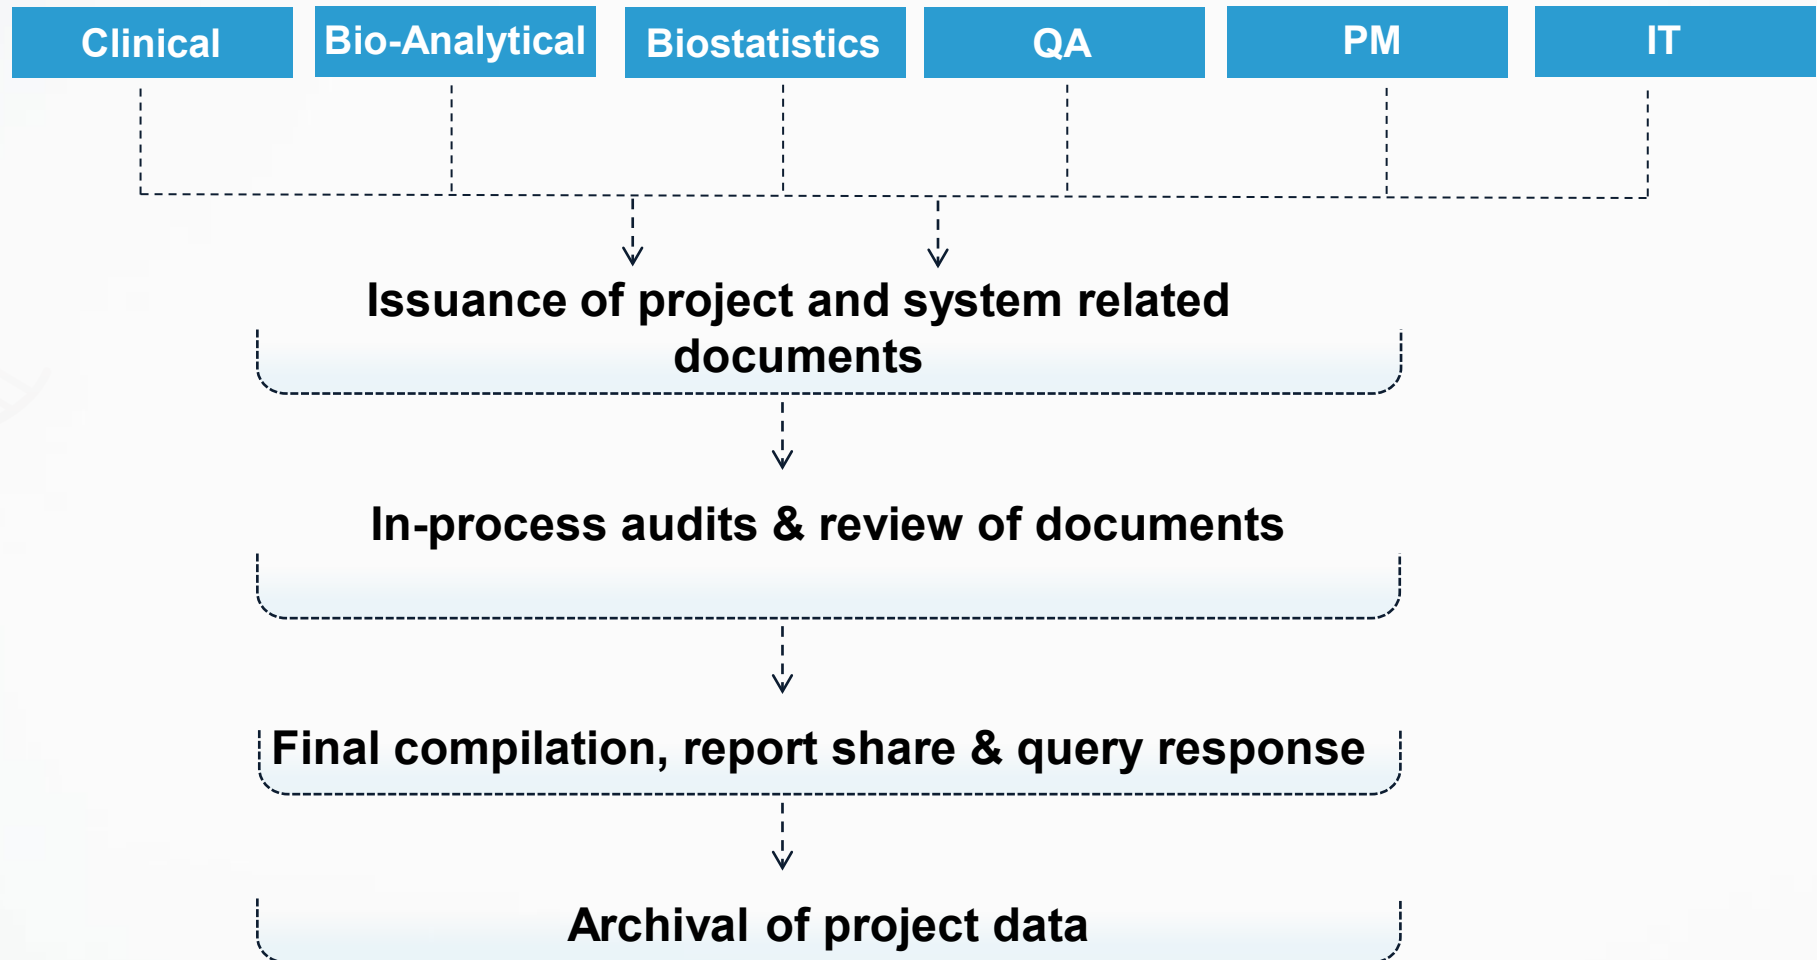 Clinical
Bio-Analytical
Biostatistics
QA
PM
IT
Issuance of project and system related
documents
In-process audits & review of documents
Final compilation, report share & query response
Archival of project data